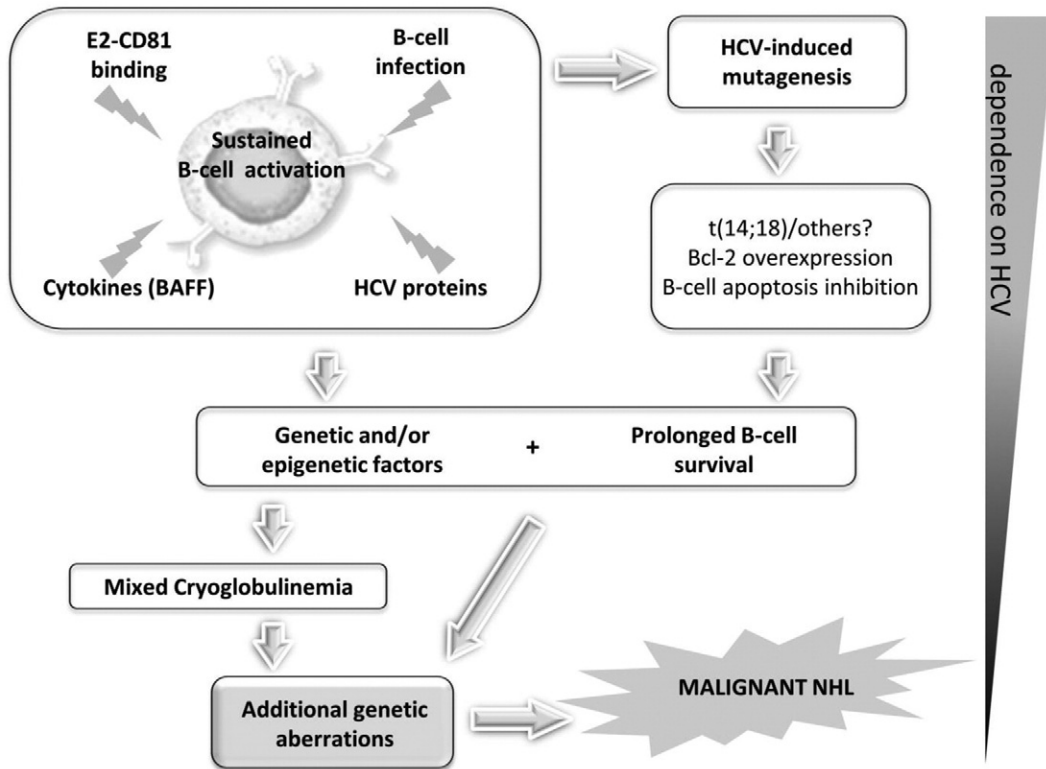 E2-CD81
binding
B-cell
infection
Sustained
B-cell activation
Cytokines (BAFF)
HCV proteins
HCV-induced
mutagenesis
t(14;18)/others?
Bcl-2 overexpression
B-cell apoptosis inhibition
Genetic and/or
epigenetic factors
+
Prolonged B-cell
survival
Mixed Cryoglobulinemia
Additional genetic
aberrations
MALIGNANT NHL
dependence on HCV